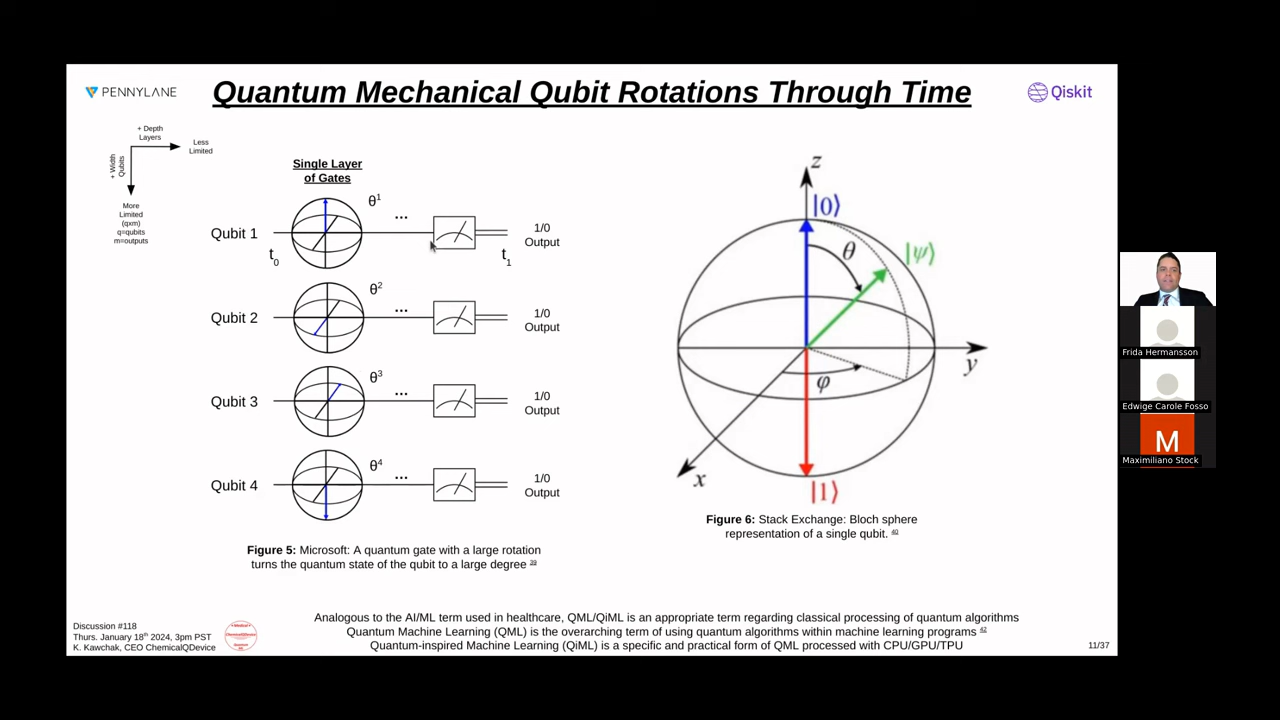 PENNYLANE
Quantum Mechanical Qubit Rotations Through Time
Qiskit
+ Depth
Layers
Less
Limited
+ Width
Qubits
More
Limited
(qxm)
q=qubits
m=outputs
Single Layer
of Gates
Qubit 1
θ1
...
1/0
Output
t0
t1
Qubit 2
θ2
...
1/0
Output
Qubit 3
θ3
...
1/0
Output
Qubit 4
θ4
...
1/0
Output
Figure 5: Microsoft: A quantum gate with a large rotation
turns the quantum state of the qubit to a large degree 39
z
|0⟩
θ
|ψ⟩
y
φ
x
|1⟩
Figure 6: Stack Exchange: Bloch sphere
representation of a single qubit. 40
Frida Hermansson
Edwige Carole Fosso
M
Maximiliano Stock
Discussion #118
Thurs. January 18th 2024, 3pm PST
K. Kawchak, CEO ChemicalQDevice
Analogous to the AI/ML term used in healthcare, QML/QiML is an appropriate term regarding classical processing of quantum algorithms
Quantum Machine Learning (QML) is the overarching term of using quantum algorithms within machine learning programs 42
Quantum-inspired Machine Learning (QiML) is a specific and practical form of QML processed with CPU/GPU/TPU
11/37